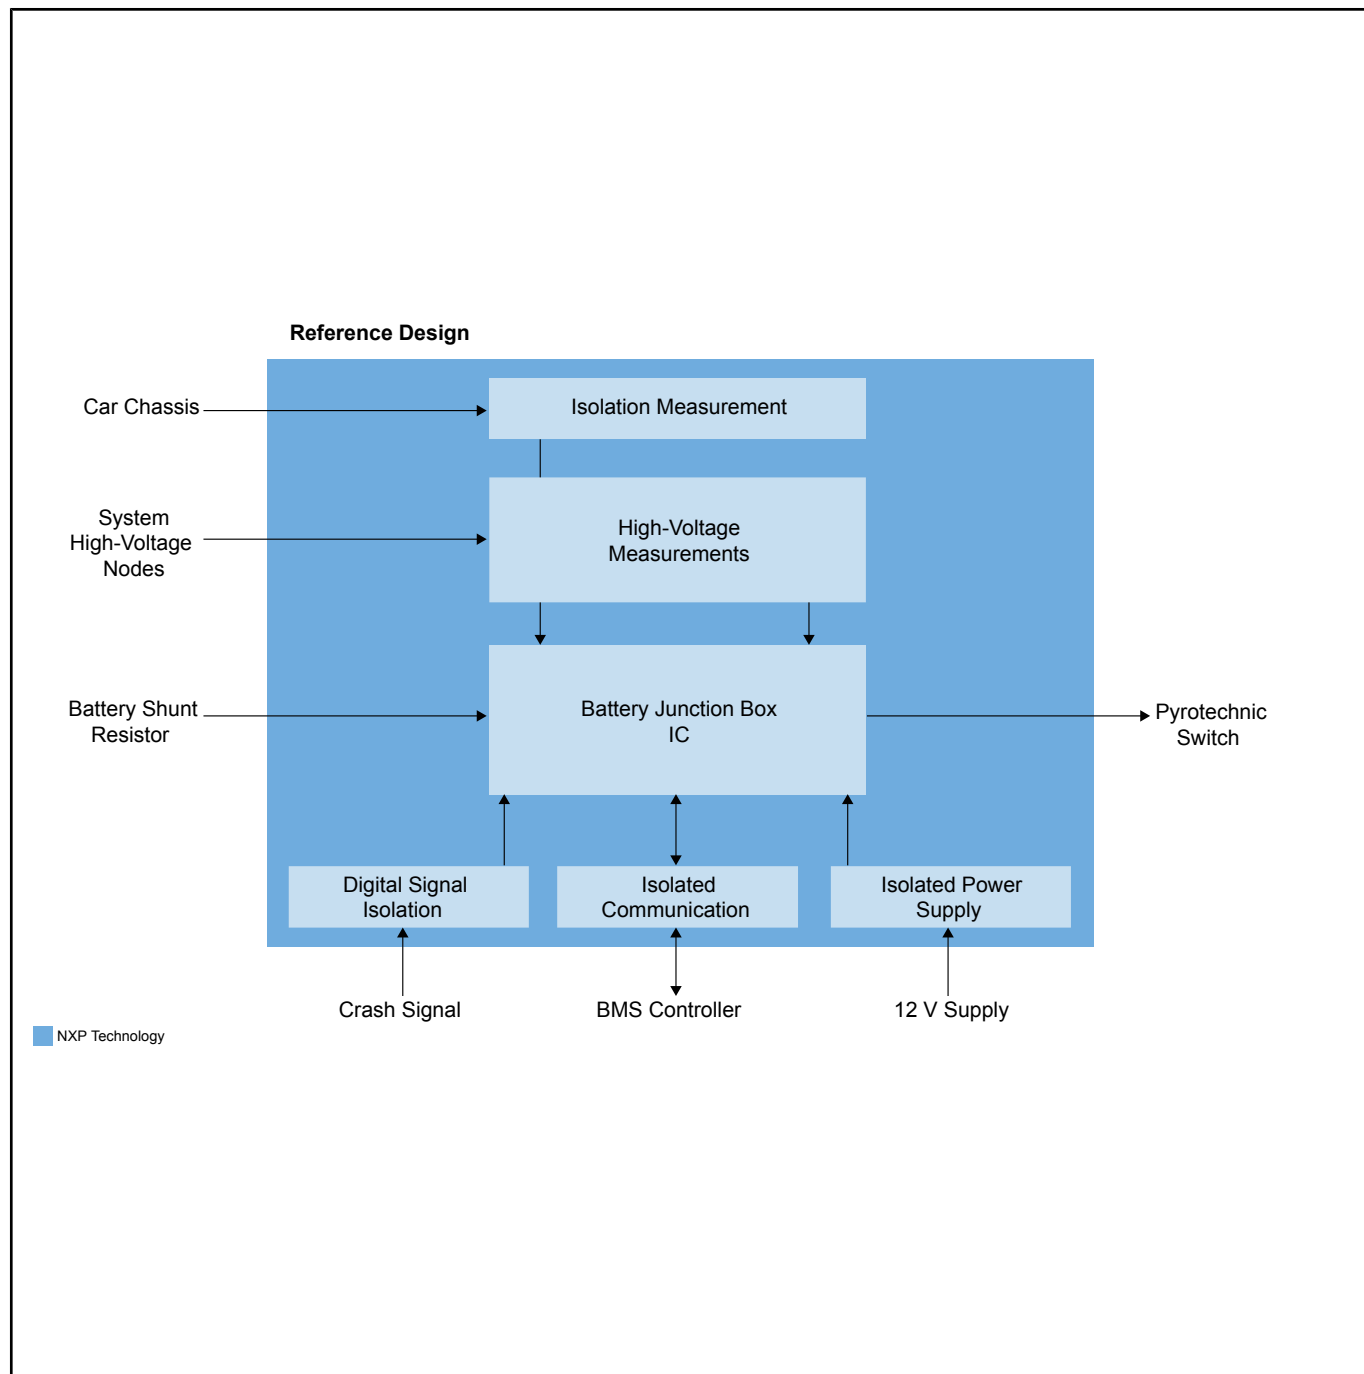 Reference Design
Car Chassis
Isolation Measurement
System
High-Voltage
Nodes
High-Voltage
Measurements
Battery Shunt
Resistor
Battery Junction Box
IC
Pyrotechnic
Switch
Digital Signal
Isolation
Isolated
Communication
Isolated Power
Supply
Crash Signal
BMS Controller
12 V Supply
NXP Technology